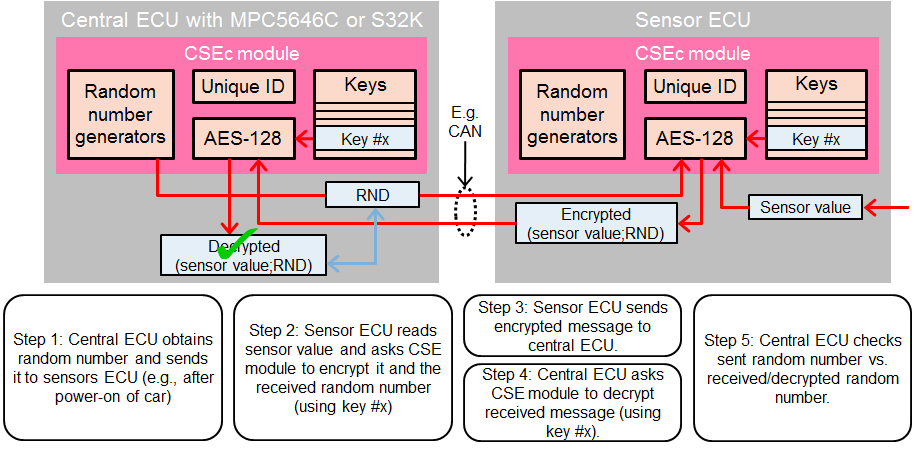 Central ECU with MPC5646C or S32K
CSEc module
Random
number
generators
Unique ID
AES-128
Keys
Key #x
RND
Decrypted
(sensor value;RND)
E.g.
CAN
Sensor ECU
CSEc module
Random
number
generators
Unique ID
AES-128
Keys
Key #x
Encrypted
(sensor value;RND)
Sensor value
Step 1: Central ECU obtains
random number and sends
it to sensors ECU (e.g., after
power-on of car)
Step 2: Sensor ECU reads
sensor value and asks CSE
module to encrypt it and the
received random number
(using key #x)
Step 3: Sensor ECU sends
encrypted message to
central ECU.
Step 4: Central ECU asks
CSE module to decrypt
received message (using
key #x).
Step 5: Central ECU checks
sent random number vs.
received/decrypted random
number.